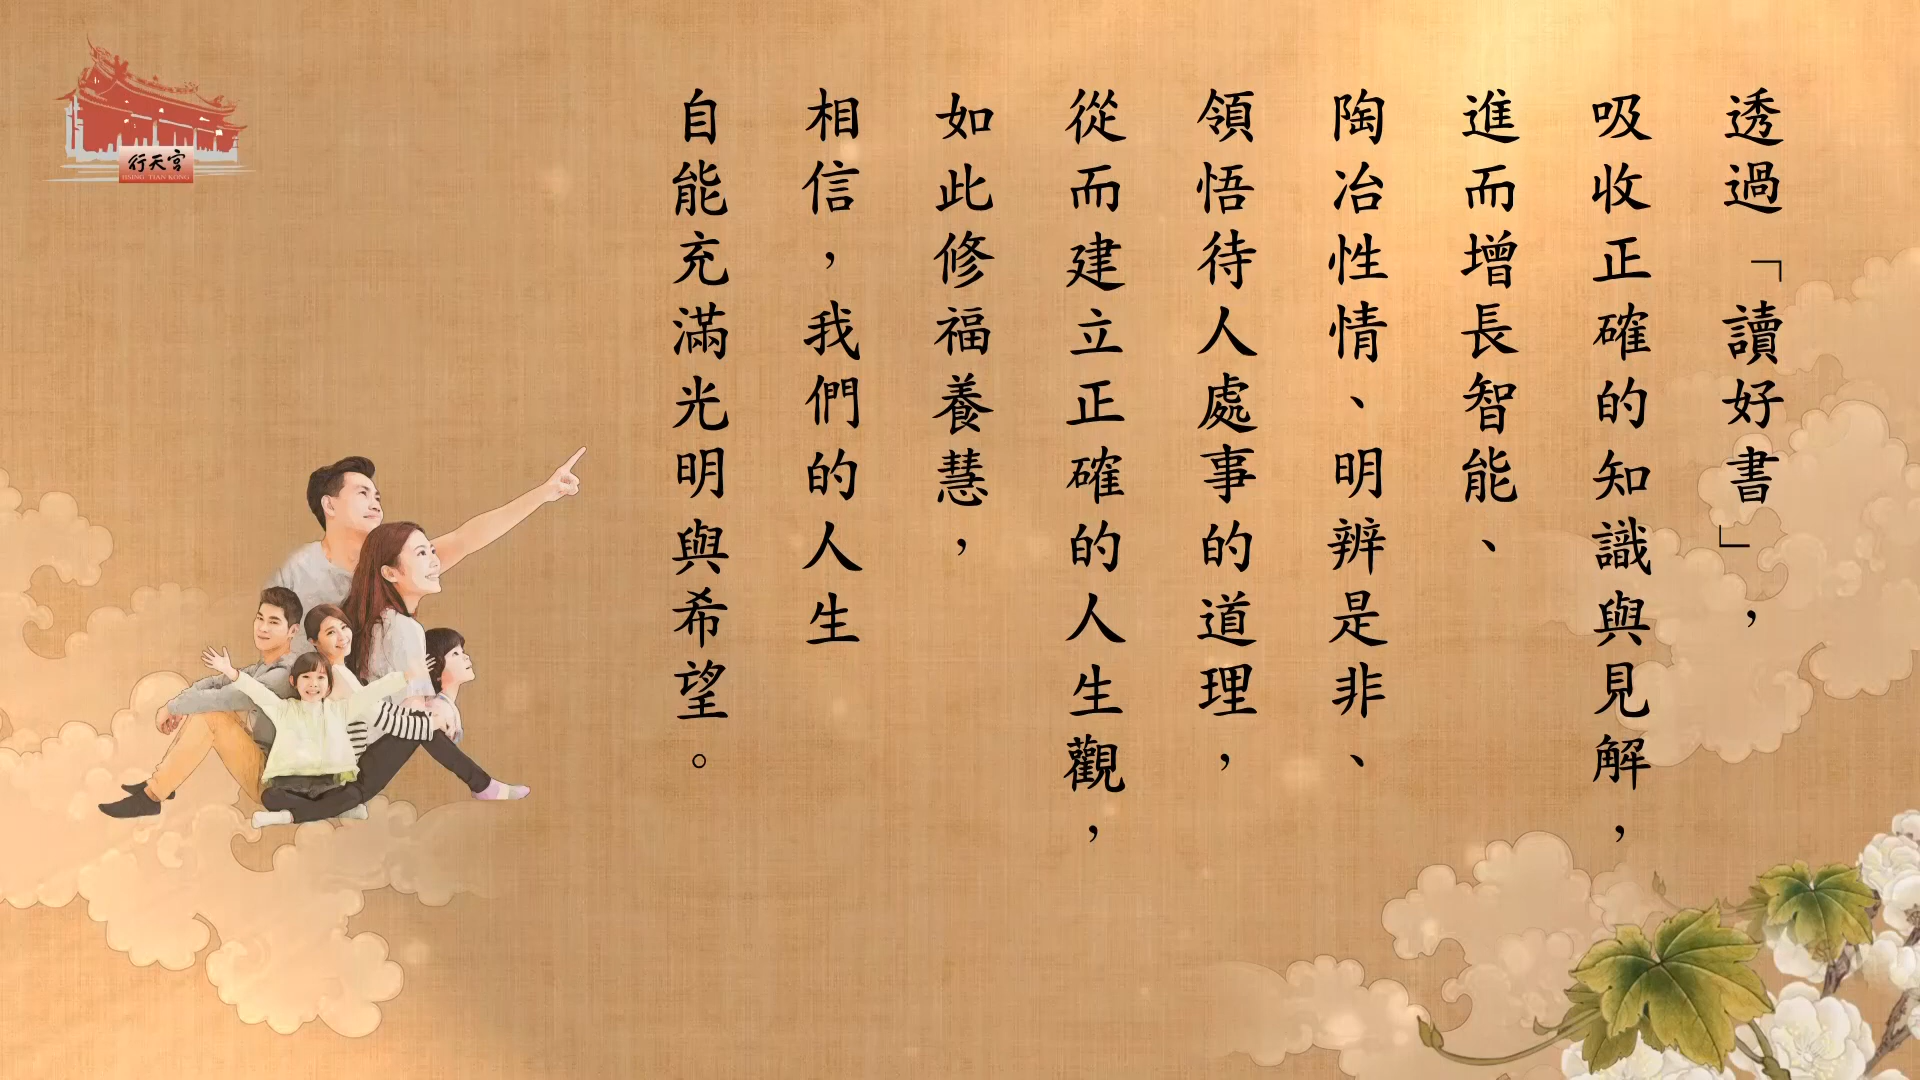 透過「讀好書」，
吸收正確的知識與見解，
進而增長智能、
陶冶性情、明辨是非、
領悟待人處事的道理，
從而建立正確的人生觀，
如此修福養慧，
相信，我們的人生
自能充滿光明與希望。
行天宮
HSING TIAN KONG